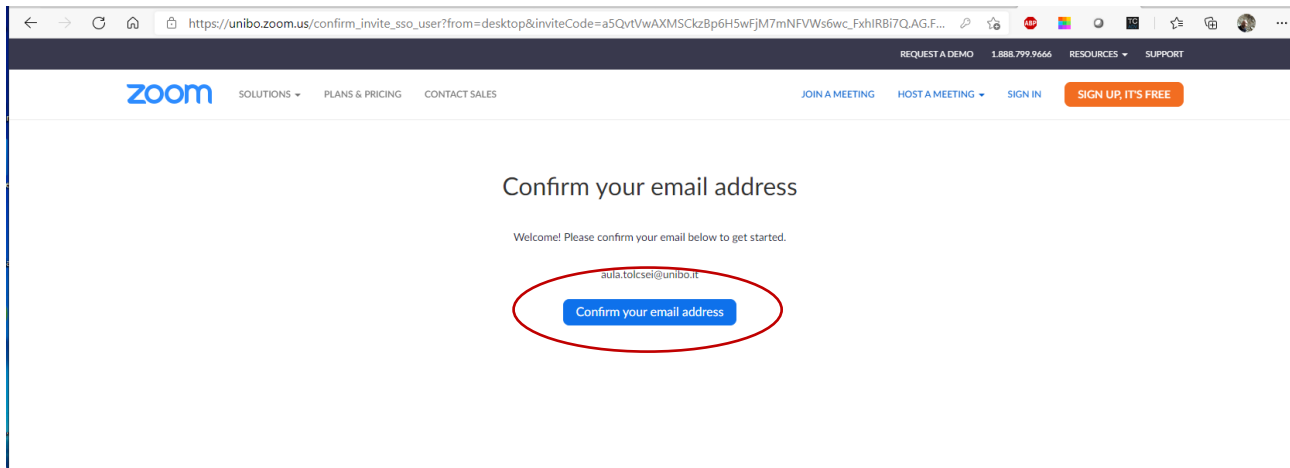 https://unibo.zoom.us/confirm_invite_sso_user?from=desktop&inviteCode=a5QvtVwAXMSCkzBp6H5wFjM7mNFVWs6wc_FxhIRBi7Q.AG.F...
ABP
TC
REQUEST A DEMO 1.888.799.9666 RESOURCES SUPPORT
zoom SOLUTIONS PLANS & PRICING CONTACT SALES JOIN A MEETING HOST A MEETING SIGN IN SIGN UP, IT'S FREE
Confirm your email address
Welcome! Please confirm your email below to get started.
aula.tolcsei@unibo.it
Confirm your email address